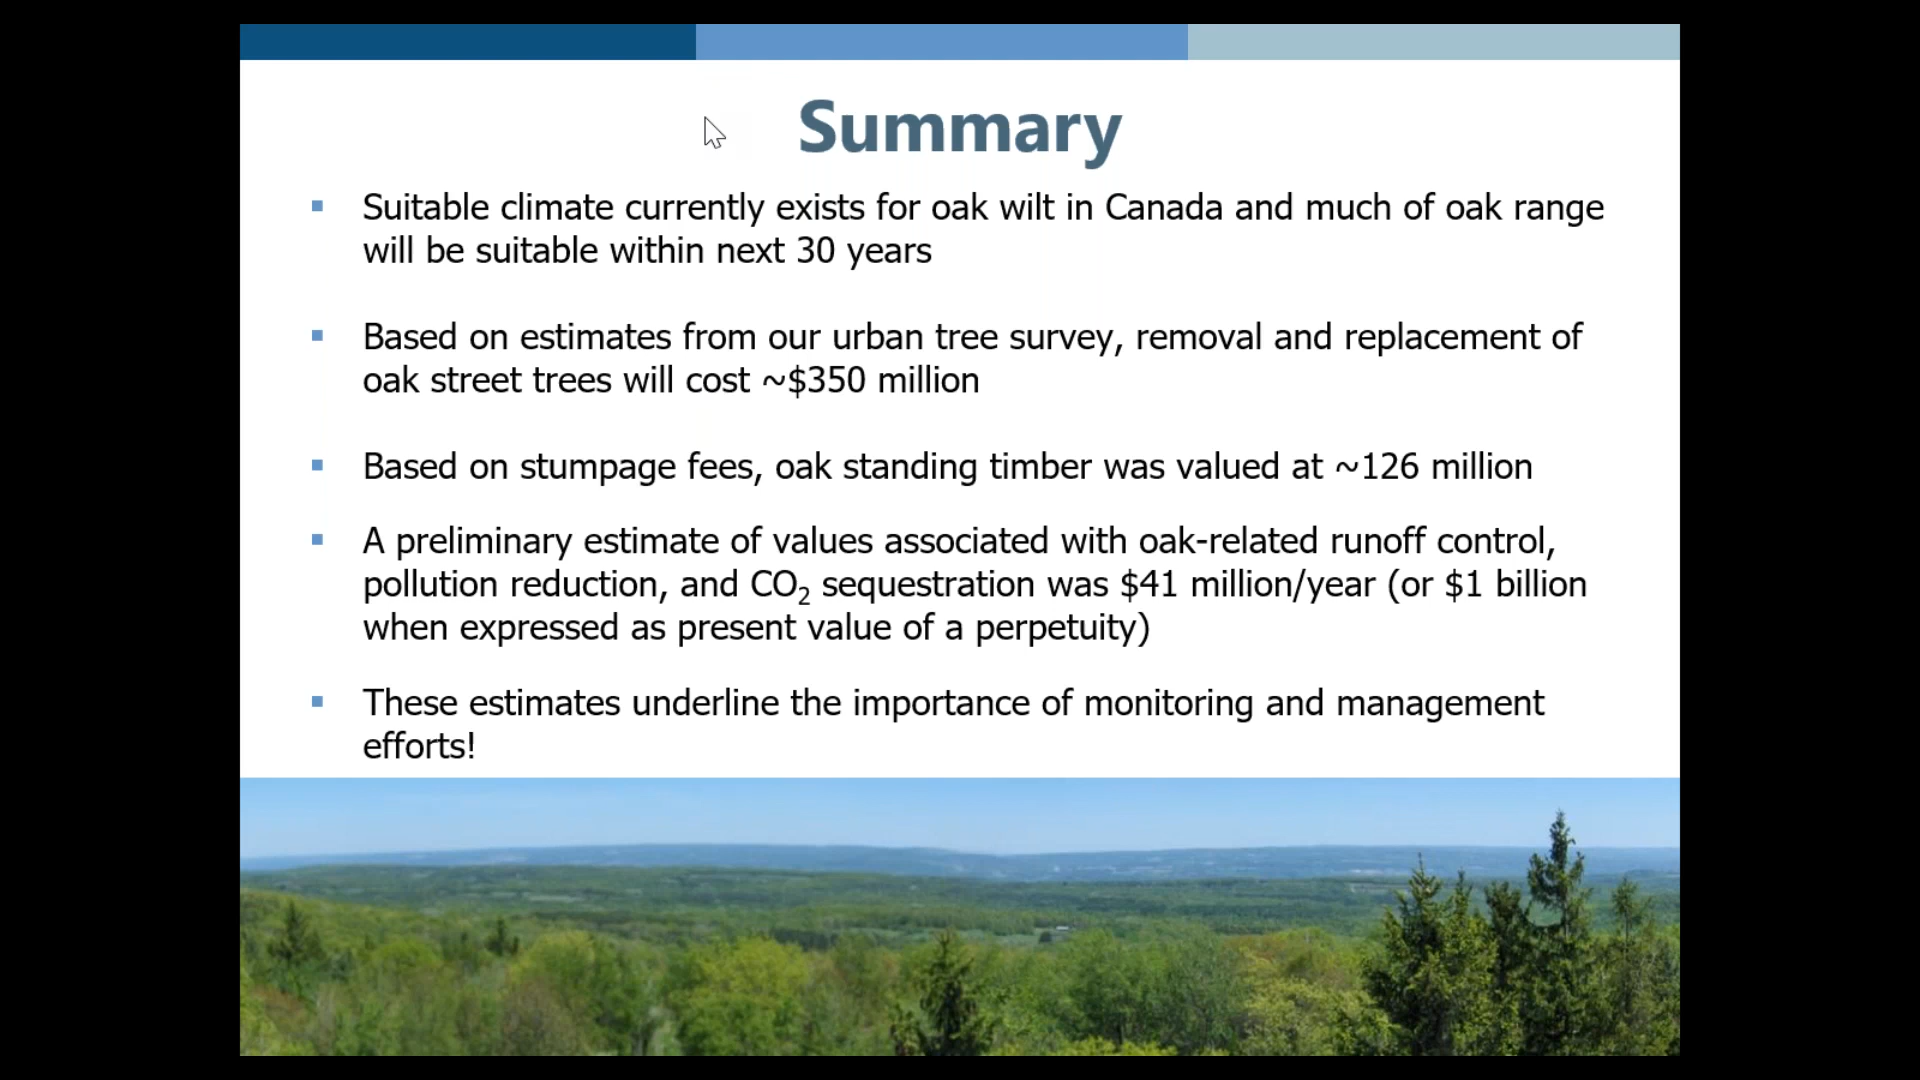 Summary
Suitable climate currently exists for oak wilt in Canada and much of oak range
will be suitable within next 30 years
Based on estimates from our urban tree survey, removal and replacement of
oak street trees will cost ~$350 million
Based on stumpage fees, oak standing timber was valued at ~126 million
A preliminary estimate of values associated with oak-related runoff control,
pollution reduction, and CO₂ sequestration was $41 million/year (or $1 billion
when expressed as present value of a perpetuity)
These estimates underline the importance of monitoring and management
efforts!